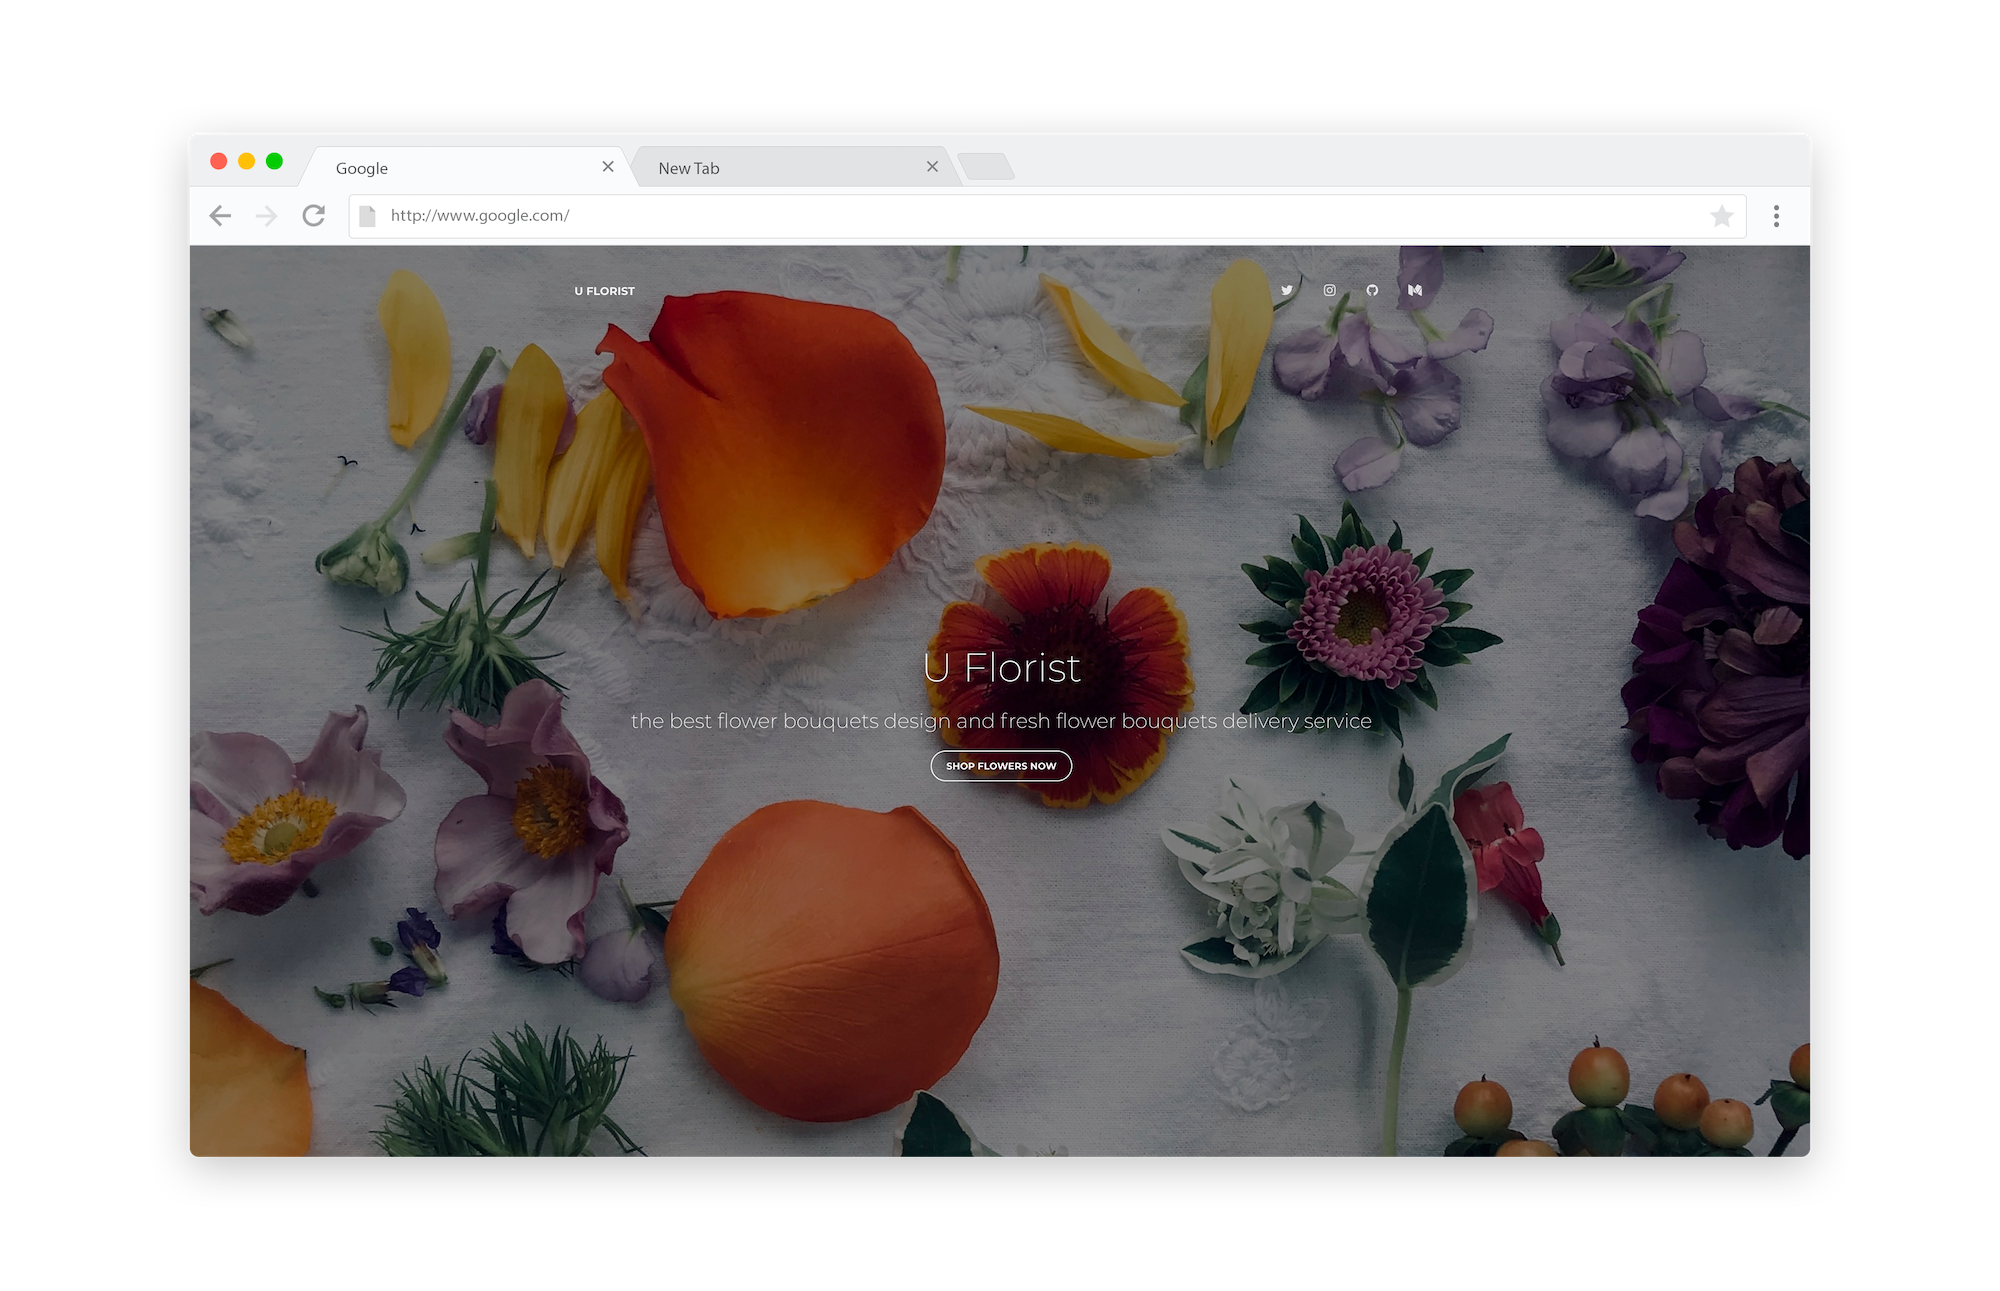 Google
New Tab
http://www.google.com/
U FLORIST
U Florist
the best flower bouquets design and fresh flower bouquets delivery service
SHOP FLOWERS NOW